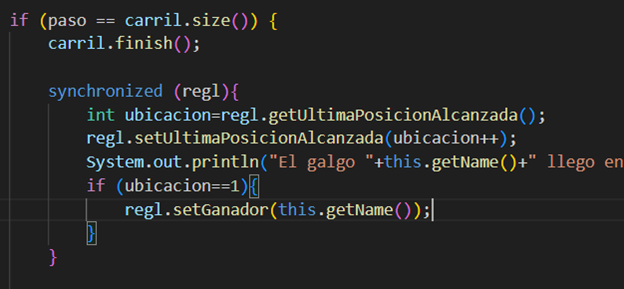 if (paso == carril.size()) {
carril.finish();
synchronized (regl){
int ubicacion=regl.getUltimaPosicionAlcanzada();
regl.setUltimaPosicionAlcanzada(ubicacion++);
System.out.println("El galgo "+this.getName()+" llego en
if (ubicacion==1){
regl.setGanador(this.getName());
}
}